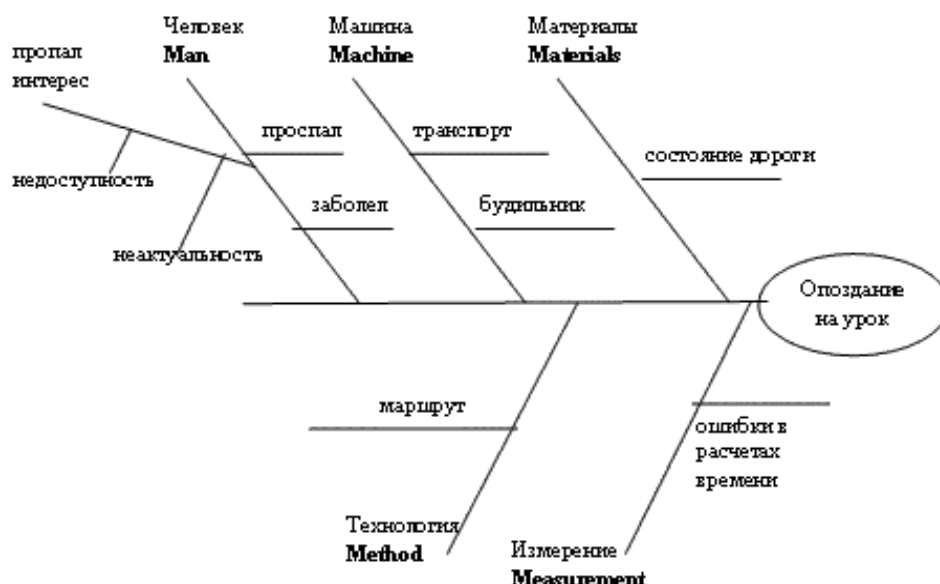 Человек
Man
Машина
Machine
Материалы
Materials
пропал
интерес
проспал
транспорт
состояние дороги
недоступность
заболел
будильник
неактуальность
Опоздание
на урок
маршрут
ошибки в
расчетах
времени
Технология
Method
Измерение
Measurement